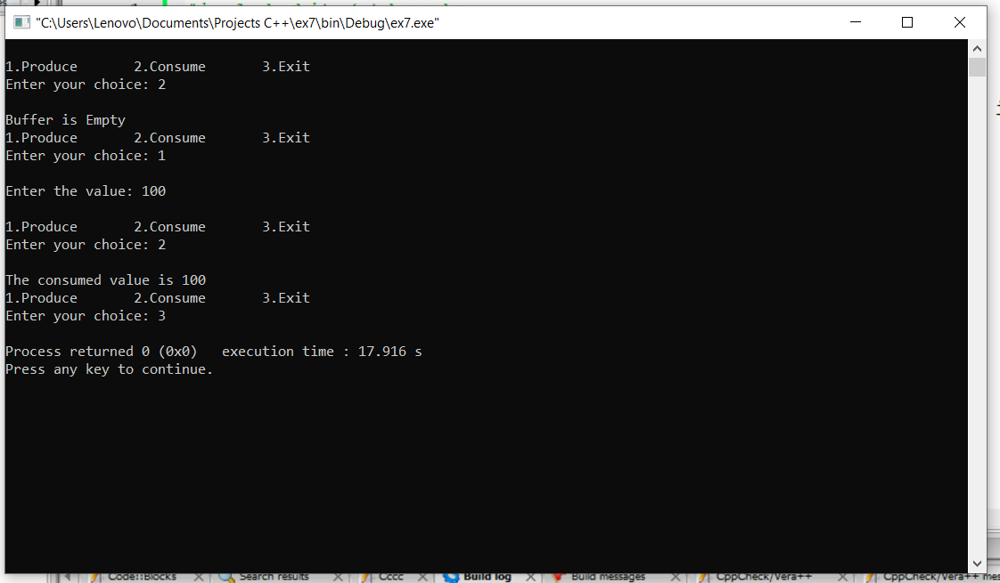 "C:\Users\Lenovo\Documents\Projects C++\ex7\bin\Debug\ex7.exe"
1.Produce       2.Consume       3.Exit
Enter your choice: 2
Buffer is Empty
1.Produce       2.Consume       3.Exit
Enter your choice: 1
Enter the value: 100
1.Produce       2.Consume       3.Exit
Enter your choice: 2
The consumed value is 100
1.Produce       2.Consume       3.Exit
Enter your choice: 3
Process returned 0 (0x0)   execution time : 17.916 s
Press any key to continue.
Code::Blocks Search results Cccc Build log Build messages CppCheck/Vera++ CppCheck/Vera++ mes